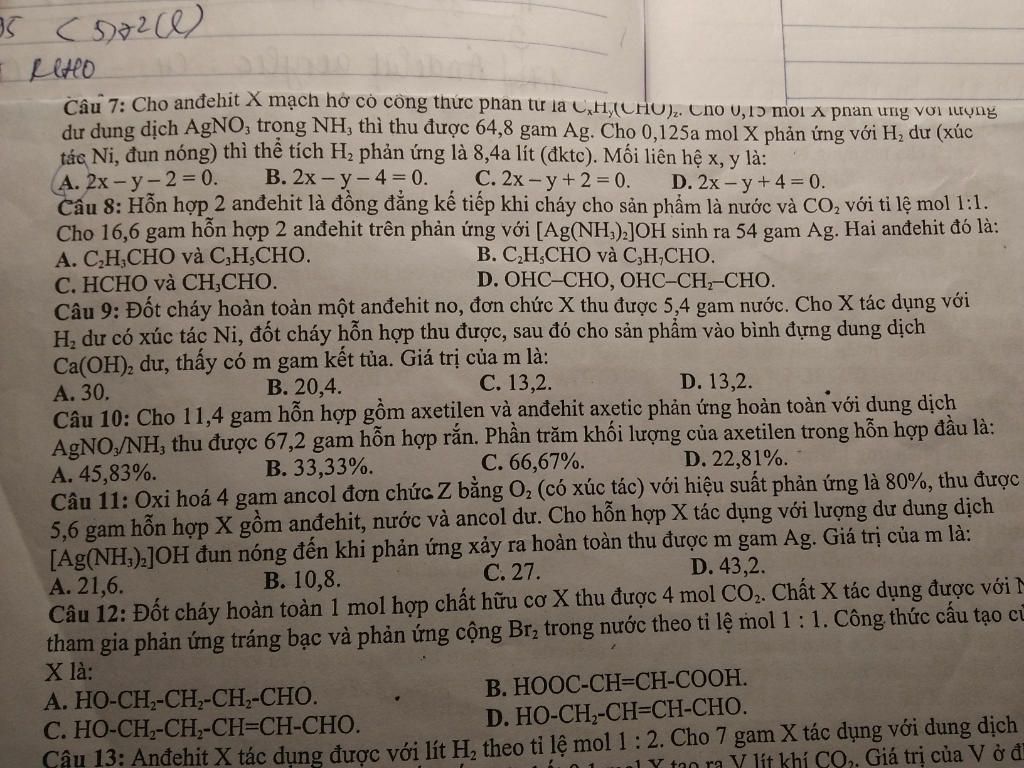 RCHO
Câu 7: Cho anđehit X mạch hở có công thức phân tử là CₓHᵧ(CHO)z. Cho 0,15 mol X phản ứng với lượng
dư dung dịch AgNO₃ trong NH₃ thì thu được 64,8 gam Ag. Cho 0,125a mol X phản ứng với H₂ dư (xúc
tác Ni, đun nóng) thì thể tích H₂ phản ứng là 8,4a lít (đktc). Mối liên hệ x, y là:
A. 2x – y – 2 = 0. B. 2x – y – 4 = 0. C. 2x – y + 2 = 0. D. 2x – y + 4 = 0.
Câu 8: Hỗn hợp 2 anđehit là đồng đẳng kế tiếp khi cháy cho sản phẩm là nước và CO₂ với tỉ lệ mol 1:1.
Cho 16,6 gam hỗn hợp 2 anđehit trên phản ứng với [Ag(NH₃)₂]OH sinh ra 54 gam Ag. Hai anđehit đó là:
A. C₂H₃CHO và C₃H₅CHO. B. C₂H₅CHO và C₃H₇CHO.
C. HCHO và CH₃CHO. D. OHC–CHO, OHC–CH₂–CHO.
Câu 9: Đốt cháy hoàn toàn một anđehit no, đơn chức X thu được 5,4 gam nước. Cho X tác dụng với
H₂ dư có xúc tác Ni, đốt cháy hỗn hợp thu được, sau đó cho sản phẩm vào bình đựng dung dịch
Ca(OH)₂ dư, thấy có m gam kết tủa. Giá trị của m là:
A. 30. B. 20,4. C. 13,2. D. 13,2.
Câu 10: Cho 11,4 gam hỗn hợp gồm axetilen và anđehit axetic phản ứng hoàn toàn với dung dịch
AgNO₃/NH₃ thu được 67,2 gam hỗn hợp rắn. Phần trăm khối lượng của axetilen trong hỗn hợp đầu là:
A. 45,83%. B. 33,33%. C. 66,67%. D. 22,81%.
Câu 11: Oxi hoá 4 gam ancol đơn chức Z bằng O₂ (có xúc tác) với hiệu suất phản ứng là 80%, thu được
5,6 gam hỗn hợp X gồm anđehit, nước và ancol dư. Cho hỗn hợp X tác dụng với lượng dư dung dịch
[Ag(NH₃)₂]OH đun nóng đến khi phản ứng xảy ra hoàn toàn thu được m gam Ag. Giá trị của m là:
A. 21,6. B. 10,8. C. 27. D. 43,2.
Câu 12: Đốt cháy hoàn toàn 1 mol hợp chất hữu cơ X thu được 4 mol CO₂. Chất X tác dụng được với
tham gia phản ứng tráng bạc và phản ứng cộng Br₂ trong nước theo tỉ lệ mol 1 : 1. Công thức cấu tạo
X là:
A. HO-CH₂-CH₂-CH₂-CHO. B. HOOC-CH=CH-COOH.
C. HO-CH₂-CH₂-CH=CH-CHO. D. HO-CH₂-CH=CH-CHO.
Câu 13: Anđehit X tác dụng được với lít H₂ theo tỉ lệ mol 1 : 2. Cho 7 gam X tác dụng với dung dịch
0,1 mol X tạo ra V lít khí CO₂. Giá trị của V ở